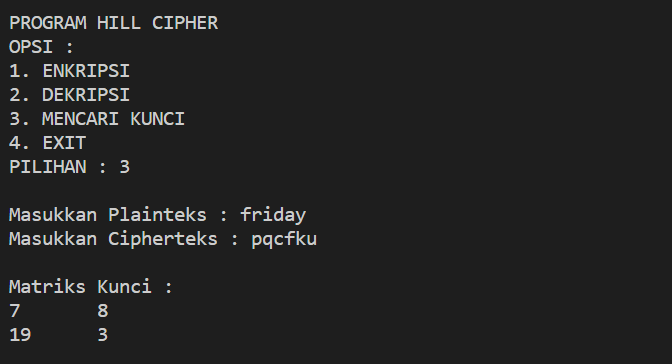 PROGRAM HILL CIPHER
OPSI :
1. ENKRIPSI
2. DEKRIPSI
3. MENCARI KUNCI
4. EXIT
PILIHAN : 3
Masukkan Plainteks : friday
Masukkan Cipherteks : pqcfku
Matriks Kunci :
7 8
19 3